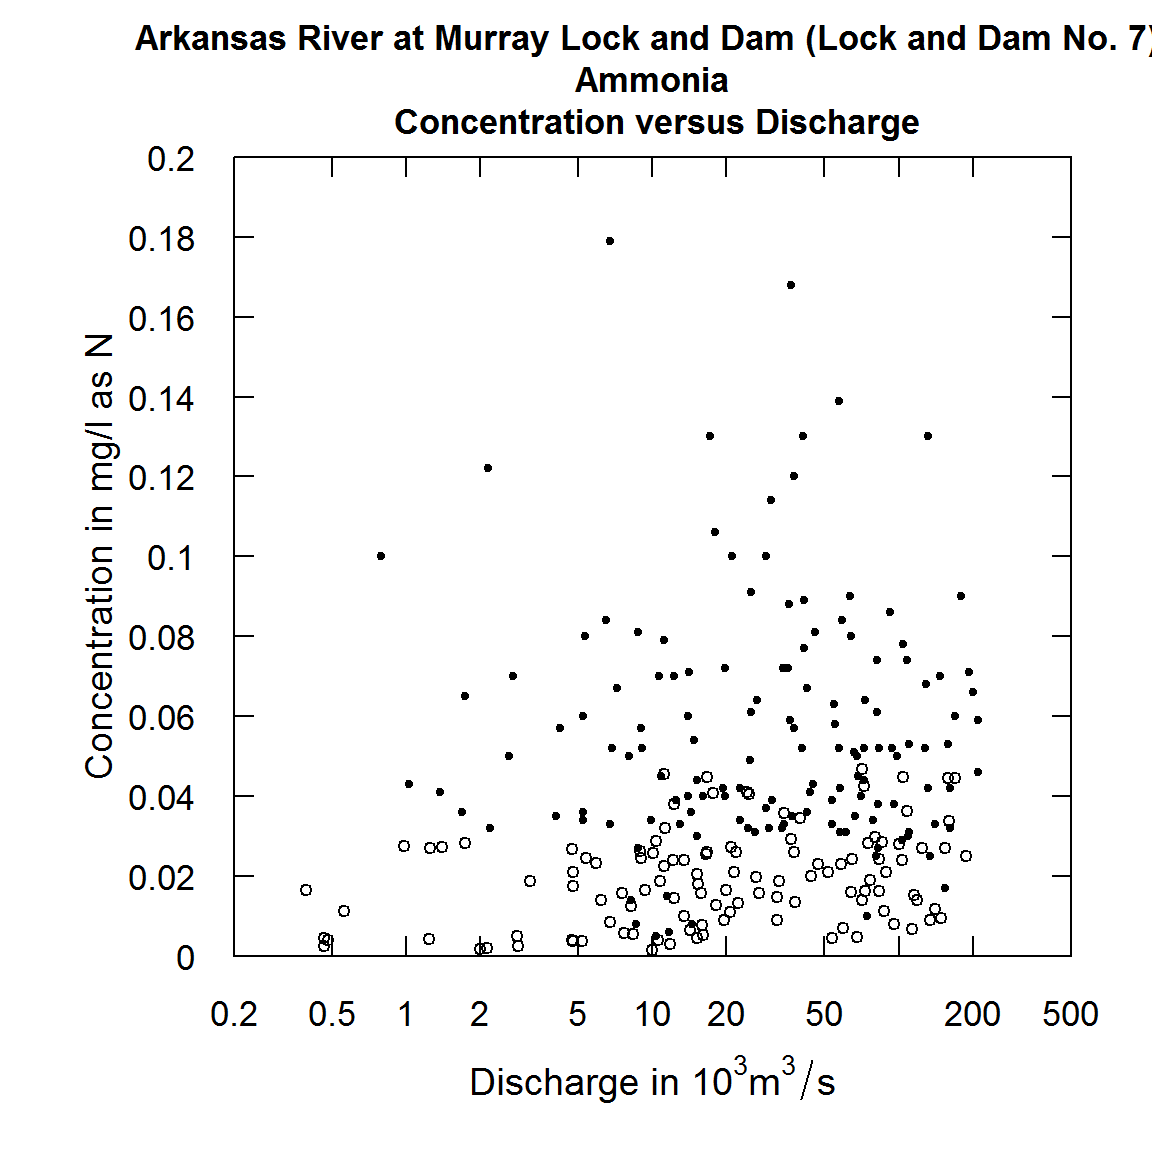 Arkansas River at Murray Lock and Dam (Lock and Dam No. 7)
Ammonia
Concentration versus Discharge
Concentration in mg/l as N
0.2
0.18
0.16
0.14
0.12
0.1
0.08
0.06
0.04
0.02
0
0.2 0.5 1 2 5 10 20 50 200 500
Discharge in 10³m³/s